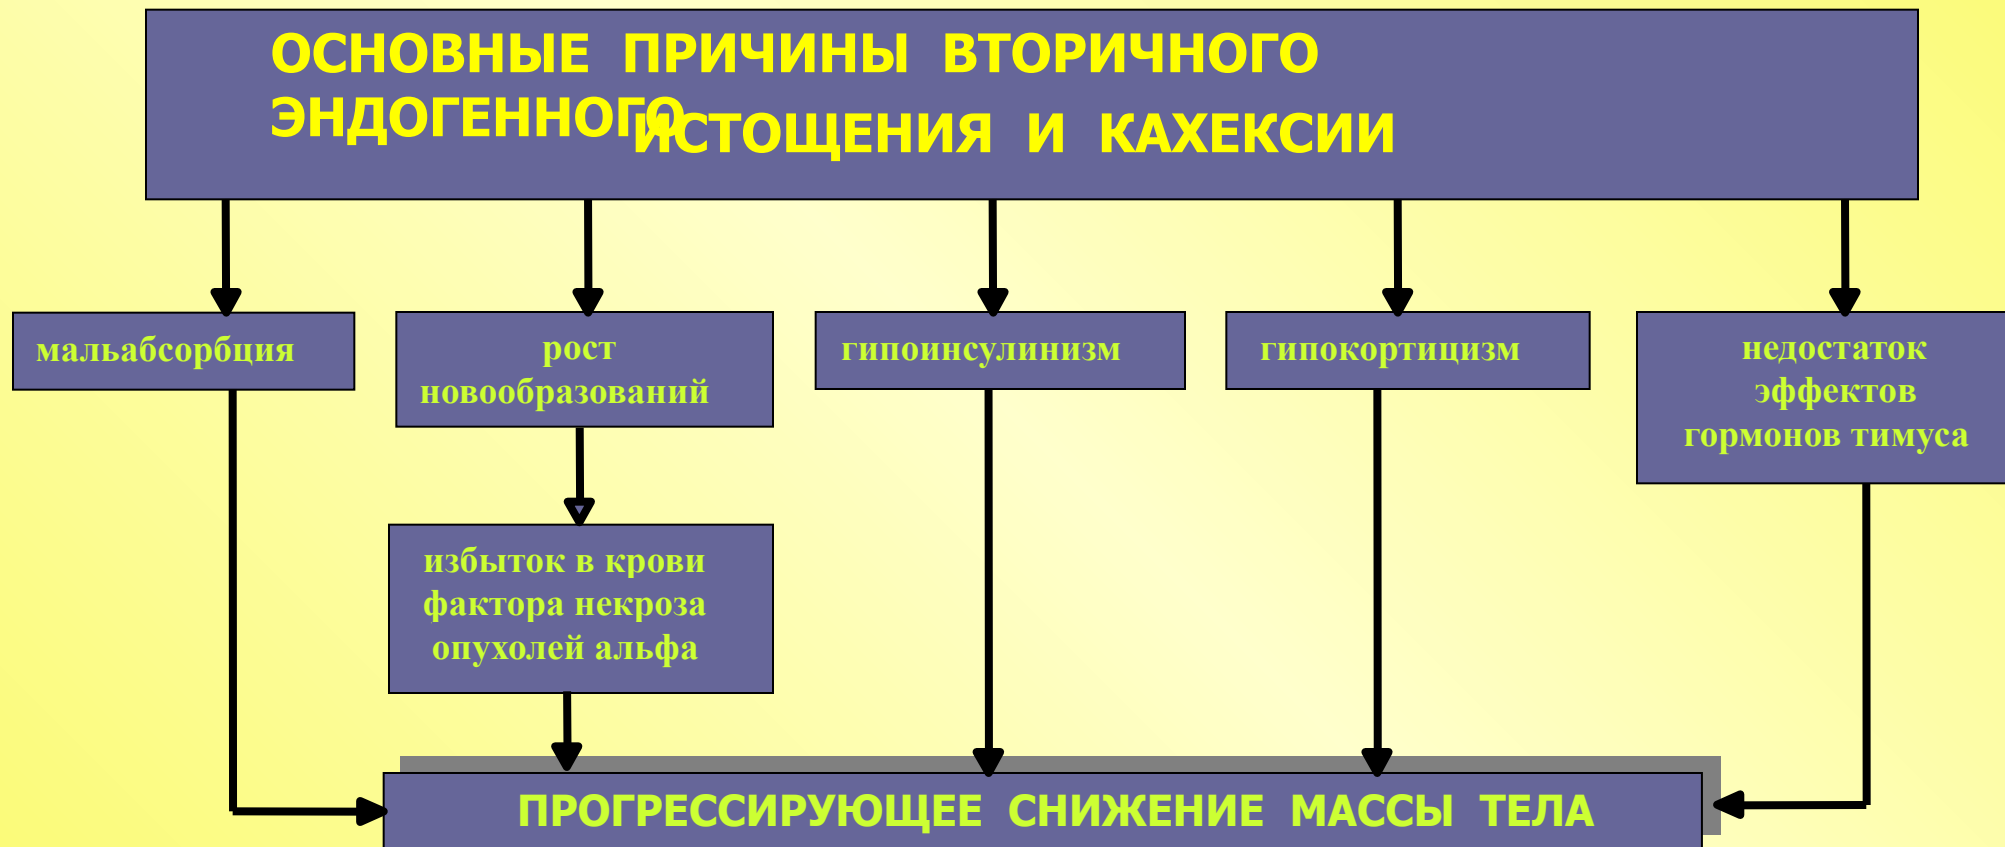 ОСНОВНЫЕ ПРИЧИНЫ ВТОРИЧНОГО
ЭНДОГЕННОГО
ИСТОЩЕНИЯ И КАХЕКСИИ
мальабсорбция
рост
новообразований
гипоинсулинизм
гипокортицизм
недостаток
эффектов
гормонов тимуса
избыток в крови
фактора некроза
опухолей альфа
ПРОГРЕССИРУЮЩЕЕ СНИЖЕНИЕ МАССЫ ТЕЛА